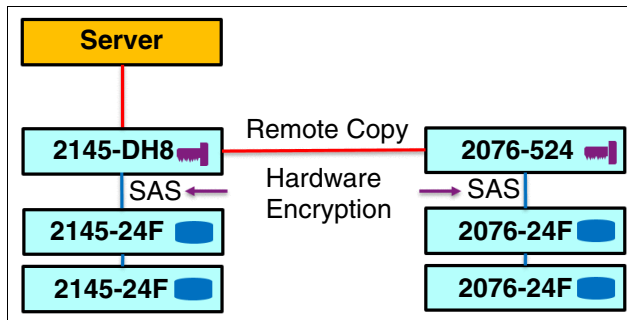 Server
2145-DH8
Remote Copy
2076-524
SAS
Hardware
Encryption
SAS
2145-24F
2076-24F
2145-24F
2076-24F